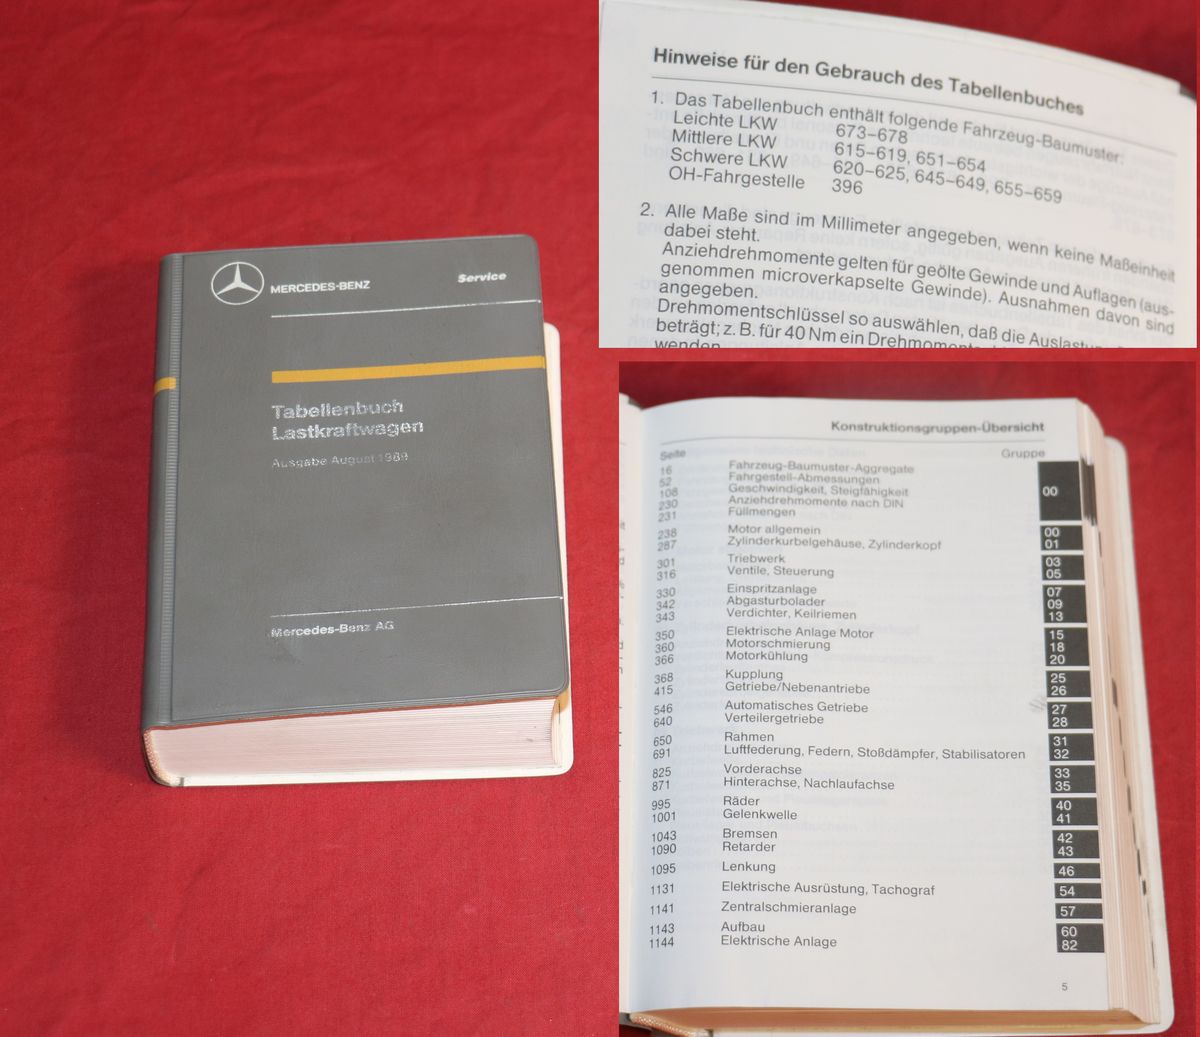 MERCEDES-BENZ
Service
Tabellenbuch
Lastkraftwagen
Ausgabe August 1989
Mercedes-Benz AG
Hinweise für den Gebrauch des Tabellenbuches
1. Das Tabellenbuch enthält folgende Fahrzeug-Baumuster:
Leichte LKW 673–678
Mittlere LKW 615–619, 651–654
Schwere LKW 620–625, 645–649, 655–659
OH-Fahrgestelle 396
2. Alle Maße sind im Millimeter angegeben, wenn keine Maßeinheit
dabei steht.
Anziehdrehmomente gelten für geölte Gewinde und Auflagen (aus-
genommen microverkapselte Gewinde). Ausnahmen davon sind
angegeben.
Drehmomentschlüssel so auswählen, daß die Auslastung
beträgt; z. B. für 40 Nm ein
wenden
Konstruktionsgruppen-Übersicht
Seite Gruppe
16 Fahrzeug-Baumuster-Aggregate
52 Fahrgestell-Abmessungen
108 Geschwindigkeit, Steigfähigkeit 00
230 Anziehdrehmomente nach DIN
231 Füllmengen
238 Motor allgemein 00
287 Zylinderkurbelgehäuse, Zylinderkopf 01
301 Triebwerk 03
316 Ventile, Steuerung 05
330 Einspritzanlage 07
342 Abgasturbolader 09
343 Verdichter, Keilriemen 13
350 Elektrische Anlage Motor 15
360 Motorschmierung 18
366 Motorkühlung 20
368 Kupplung 25
415 Getriebe/Nebenantriebe 26
546 Automatisches Getriebe 27
640 Verteilergetriebe 28
650 Rahmen 31
691 Luftfederung, Federn, Stoßdämpfer, Stabilisatoren 32
825 Vorderachse 33
871 Hinterachse, Nachlaufachse 35
995 Räder 40
1001 Gelenkwelle 41
1043 Bremsen 42
1090 Retarder 43
1095 Lenkung 46
1131 Elektrische Ausrüstung, Tachograf 54
1141 Zentralschmieranlage 57
1143 Aufbau 60
1144 Elektrische Anlage 82
5